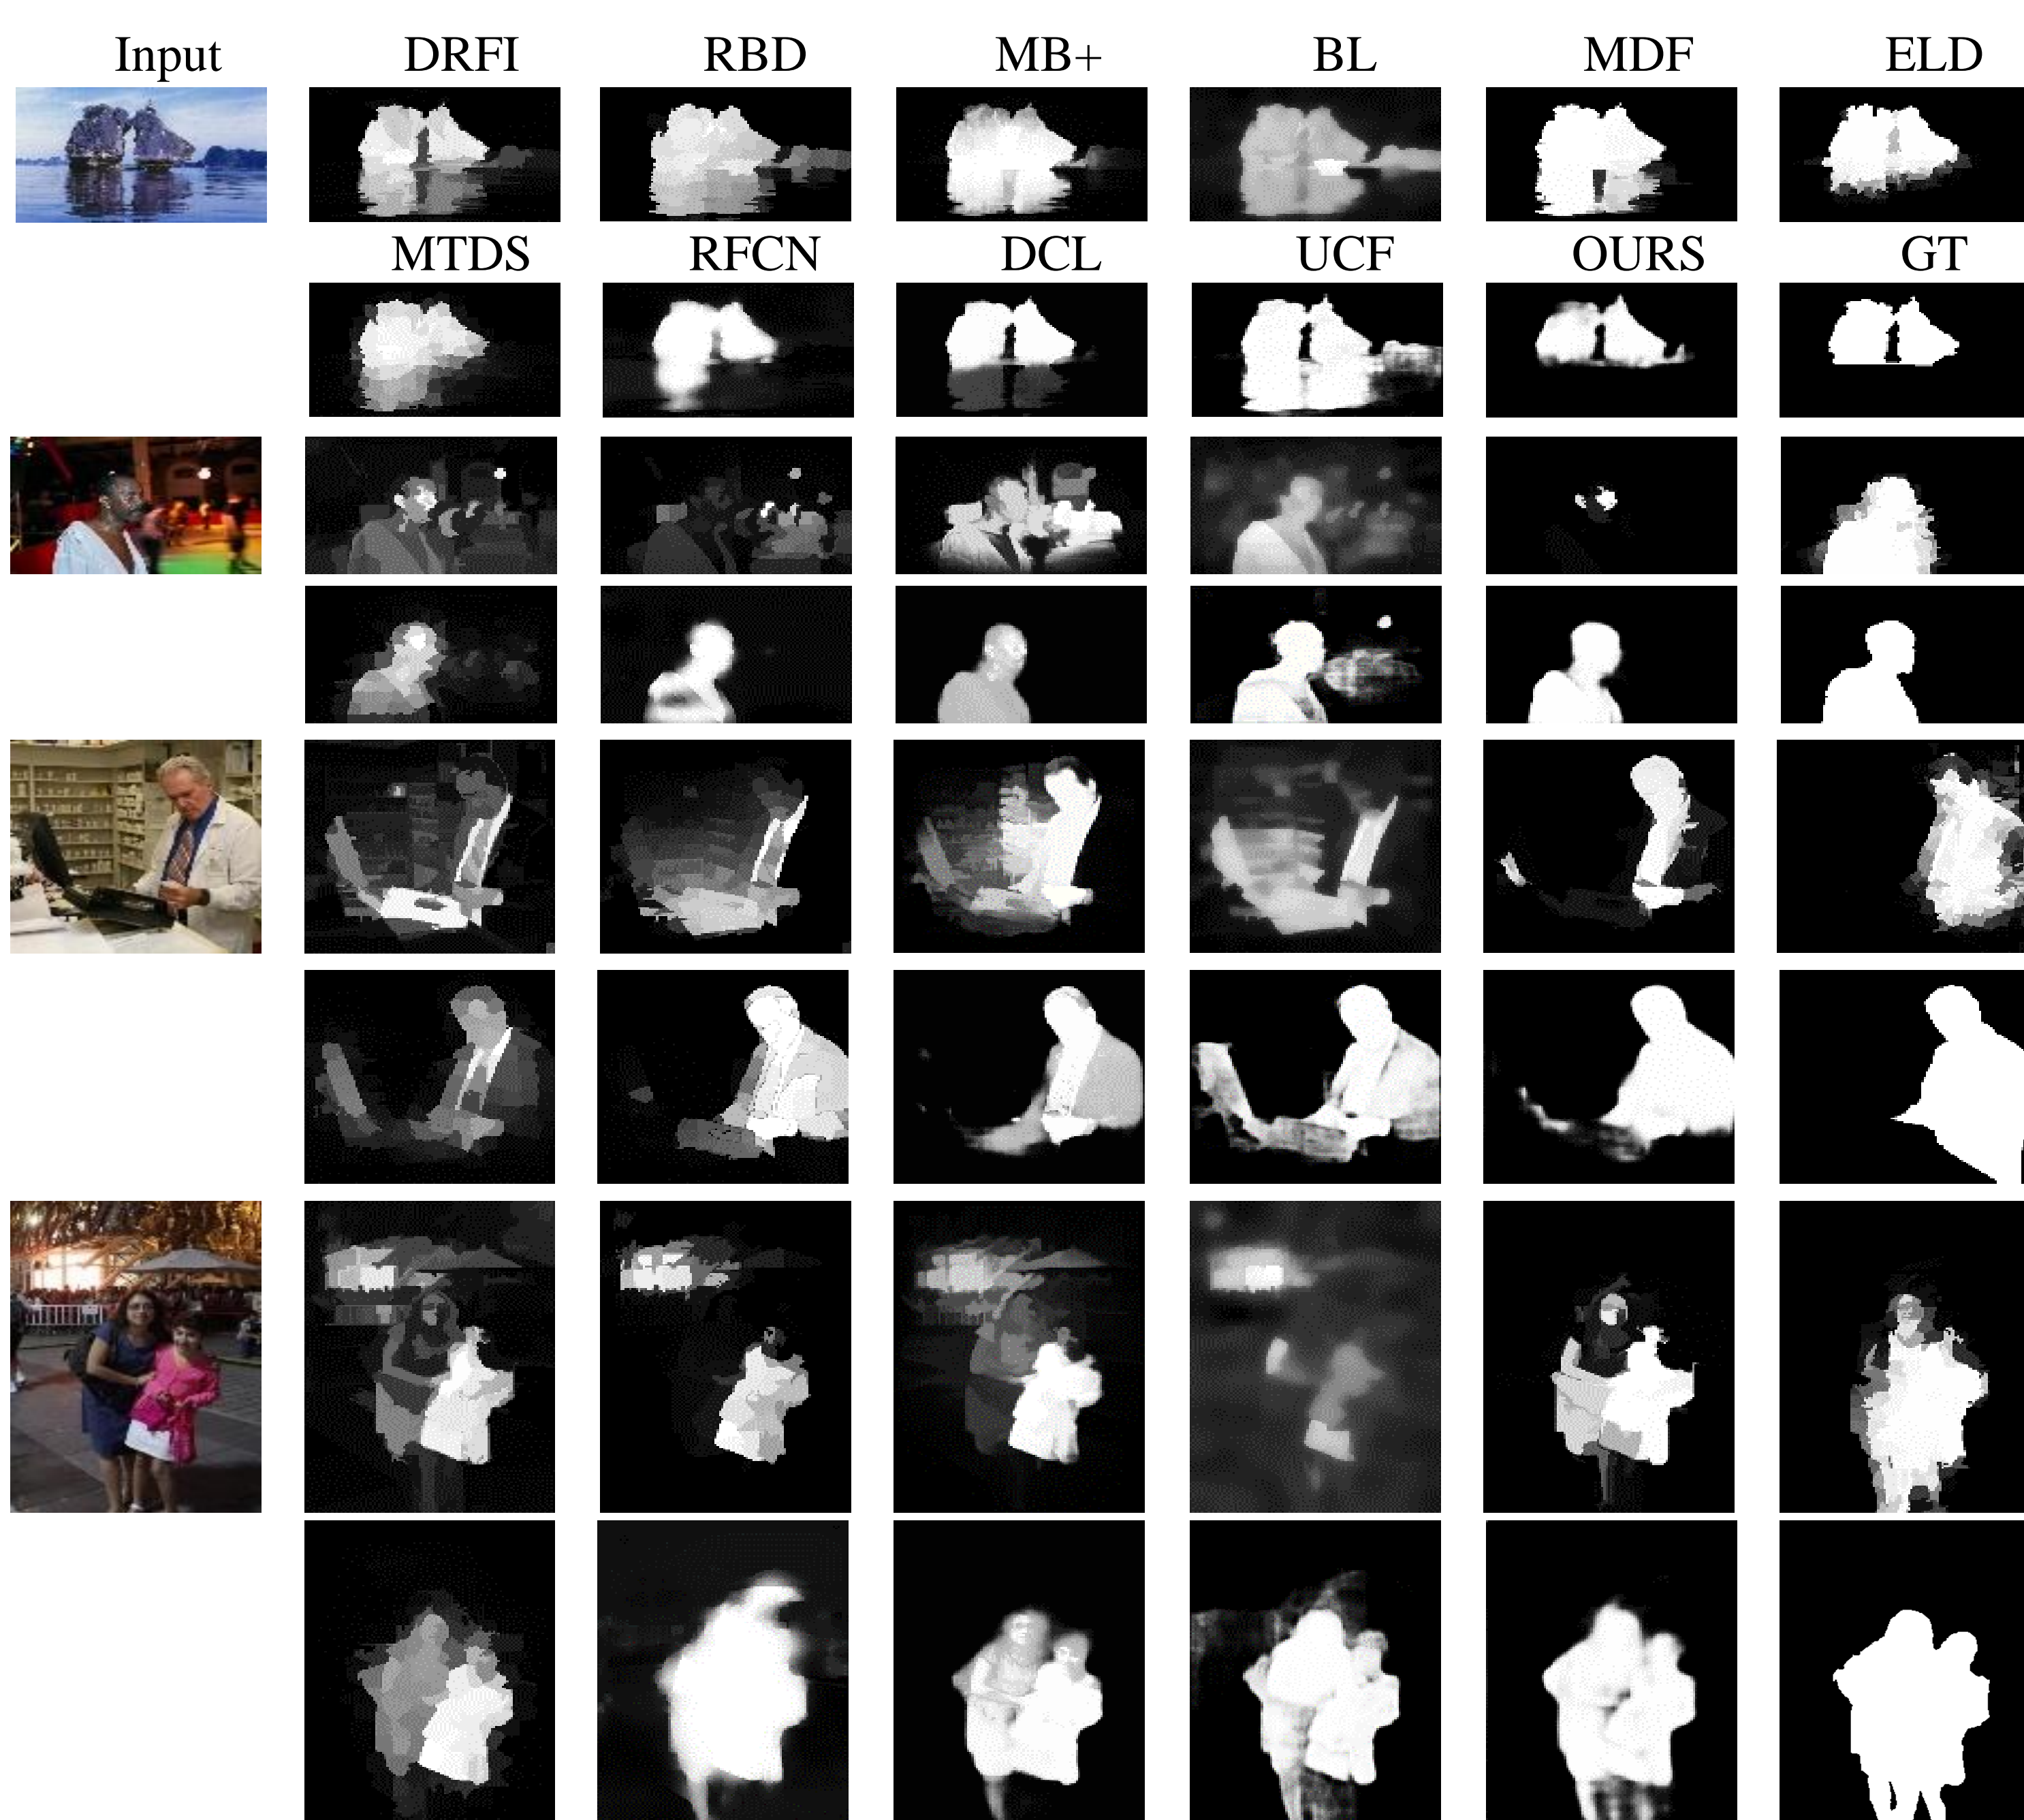 Input DRFI RBD MB+ BL MDF ELD
MTDS RFCN DCL UCF OURS GT